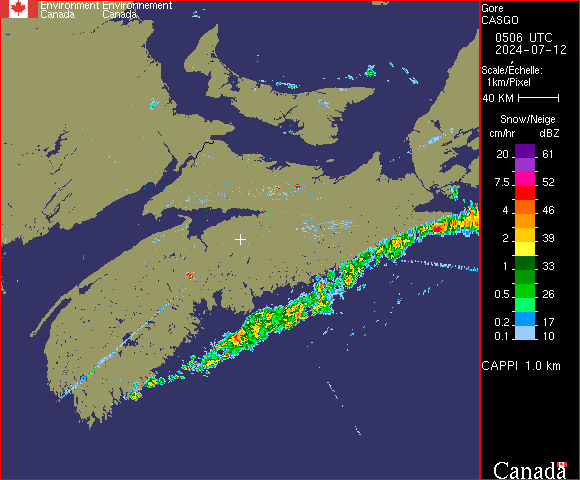 Environment Environnement
Canada Canada
Gore
CASGO
0506 UTC
2024-07-12
Scale/Echelle:
1km/Pixel
40 KM
Snow/Neige
cm/hr dBZ
20 61
7.5 52
4 46
2 39
1 33
0.5 26
0.2 17
0.1 10
CAPPI 1.0 km
Canada